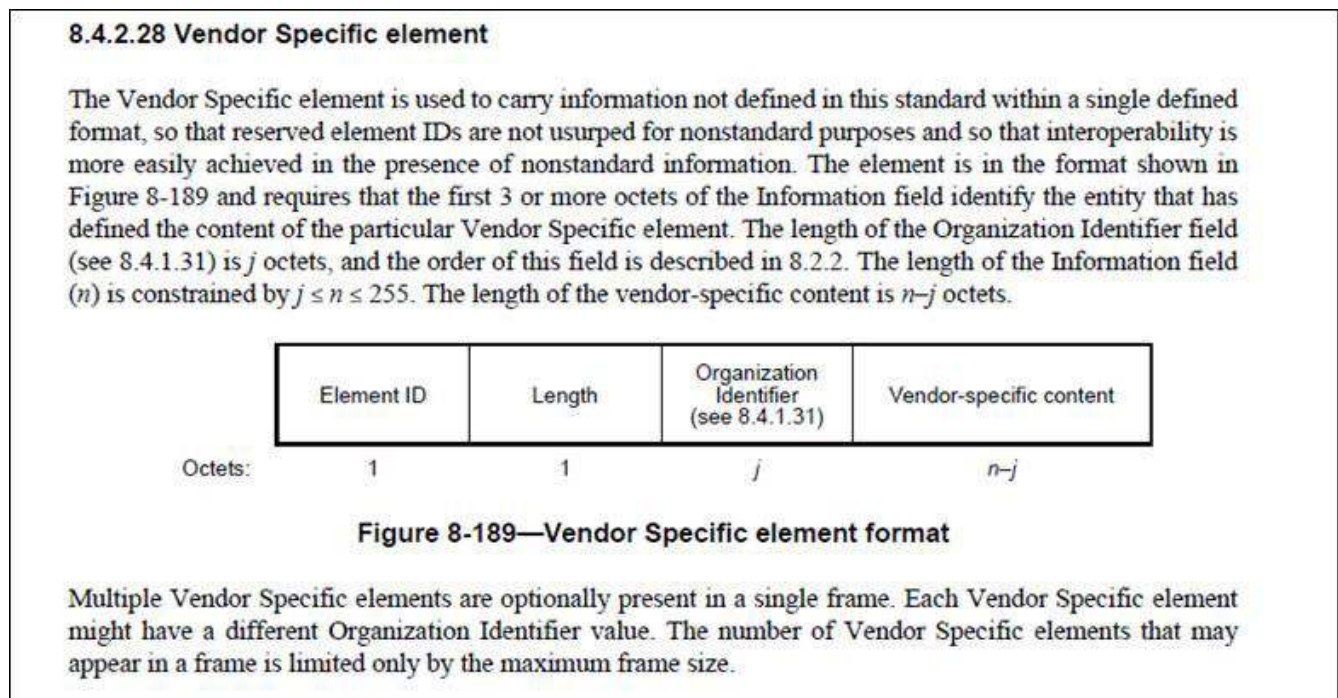 8.4.2.28 Vendor Specific element
The Vendor Specific element is used to carry information not defined in this standard within a single defined
format, so that reserved element IDs are not usurped for nonstandard purposes and so that interoperability is
more easily achieved in the presence of nonstandard information. The element is in the format shown in
Figure 8-189 and requires that the first 3 or more octets of the Information field identify the entity that has
defined the content of the particular Vendor Specific element. The length of the Organization Identifier field
(see 8.4.1.31) is j octets, and the order of this field is described in 8.2.2. The length of the Information field
(n) is constrained by j ≤ n ≤ 255. The length of the vendor-specific content is n–j octets.
Element ID
Length
Organization
Identifier
(see 8.4.1.31)
Vendor-specific content
Octets: 1 1 j n–j
Figure 8-189—Vendor Specific element format
Multiple Vendor Specific elements are optionally present in a single frame. Each Vendor Specific element
might have a different Organization Identifier value. The number of Vendor Specific elements that may
appear in a frame is limited only by the maximum frame size.